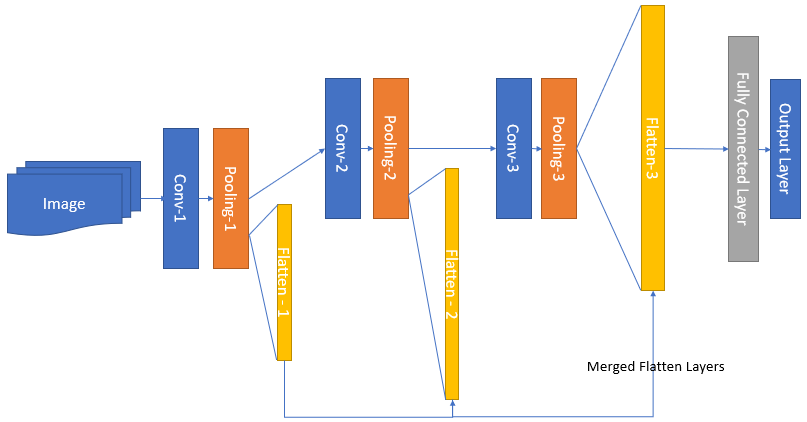 Image
Conv-1
Pooling-1
Flatten - 1
Conv-2
Pooling-2
Flatten - 2
Conv-3
Pooling-3
Flatten-3
Fully Connected Layer
Output Layer
Merged Flatten Layers